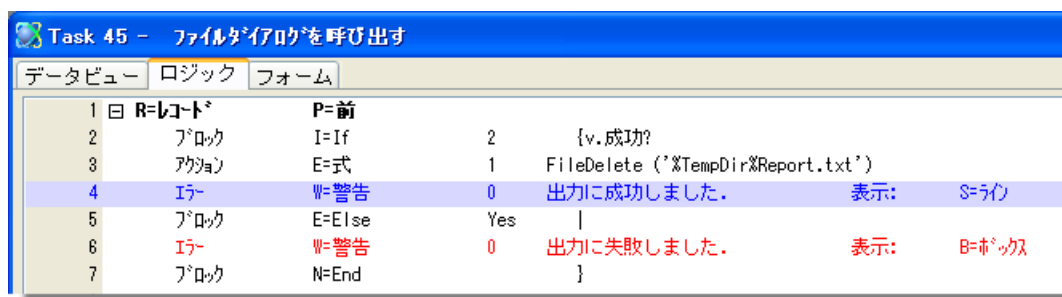 Task 45 - ﾌｧｲﾙﾀﾞｲｱﾛｸﾞを呼び出す
データビュー ロジック フォーム
1 R=ﾚｺｰﾄﾞ P=前
2 ﾌﾞﾛｯｸ I=If 2 {v.成功?
3 ｱｸｼｮﾝ E=式 1 FileDelete ('%TempDir%Report.txt')
4 ｴﾗｰ W=警告 0 出力に成功しました． 表示: S=ﾗｲﾝ
5 ﾌﾞﾛｯｸ E=Else Yes |
6 ｴﾗｰ W=警告 0 出力に失敗しました． 表示: B=ﾎﾞｯｸｽ
7 ﾌﾞﾛｯｸ N=End }